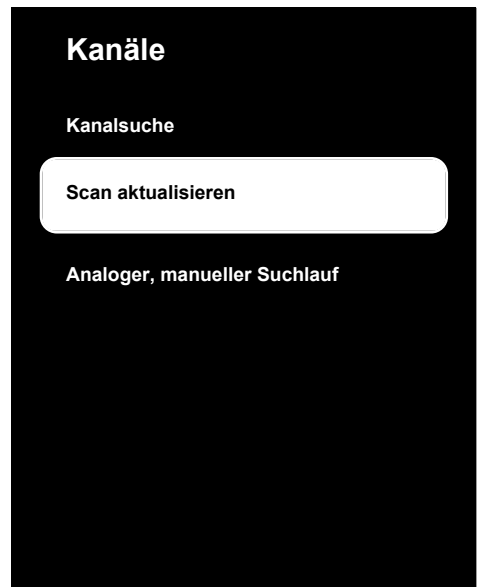 Kanäle
Kanalsuche
Scan aktualisieren
Analoger, manueller Suchlauf